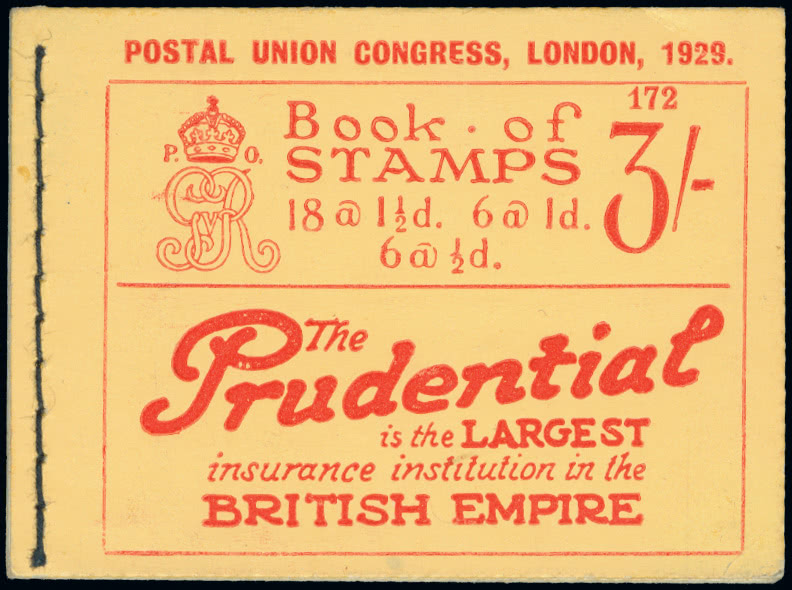 POSTAL UNION CONGRESS, LONDON, 1929.
172
P. O.
GVR
Book · of
STAMPS
3/-
18 @ 1½d. 6 @ 1d.
6 @ ½d.
The
Prudential
is the LARGEST
insurance institution in the
BRITISH EMPIRE